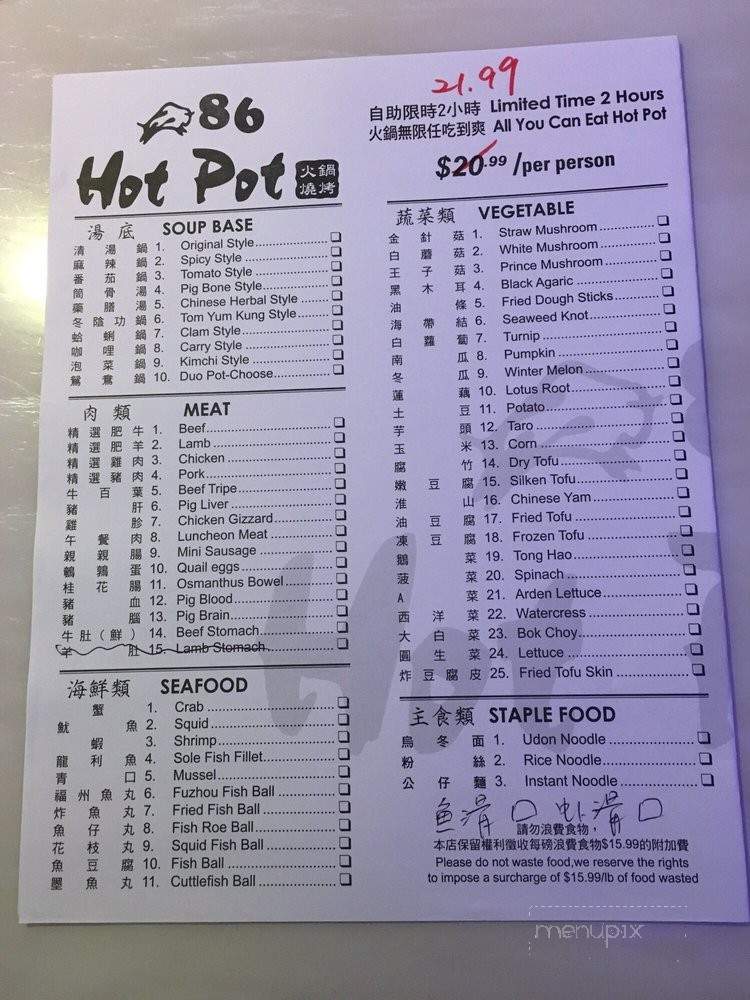 86
Hot Pot 火鍋
燒烤
21.99
自助限時2小時 Limited Time 2 Hours
火鍋無限任吃到爽 All You Can Eat Hot Pot
$20.99 /per person
湯底 SOUP BASE
清湯鍋 1. Original Style
麻辣鍋 2. Spicy Style
番茄鍋 3. Tomato Style
筒骨湯 4. Pig Bone Style
藥膳湯 5. Chinese Herbal Style
冬陰功鍋 6. Tom Yum Kung Style
蛤蜊鍋 7. Clam Style
咖哩鍋 8. Carry Style
泡菜鍋 9. Kimchi Style
鴛鴦鍋 10. Duo Pot-Choose
肉類 MEAT
精選肥牛 1. Beef
精選肥羊 2. Lamb
精選雞肉 3. Chicken
精選豬肉 4. Pork
牛百葉 5. Beef Tripe
豬肝 6. Pig Liver
雞胗 7. Chicken Gizzard
午餐肉 8. Luncheon Meat
親親腸 9. Mini Sausage
鵪鶉蛋 10. Quail eggs
桂花腸 11. Osmanthus Bowel
豬血 12. Pig Blood
豬腦 13. Pig Brain
牛肚(鮮) 14. Beef Stomach
羊肚 15. Lamb Stomach
海鮮類 SEAFOOD
蟹 1. Crab
魷魚 2. Squid
蝦 3. Shrimp
龍利魚 4. Sole Fish Fillet
青口 5. Mussel
福州魚丸 6. Fuzhou Fish Ball
炸魚丸 7. Fried Fish Ball
魚仔丸 8. Fish Roe Ball
花枝丸 9. Squid Fish Ball
魚豆腐 10. Fish Ball
墨魚丸 11. Cuttlefish Ball
蔬菜類 VEGETABLE
金針菇 1. Straw Mushroom
白蘑菇 2. White Mushroom
王子菇 3. Prince Mushroom
黑木耳 4. Black Agaric
油條 5. Fried Dough Sticks
海帶結 6. Seaweed Knot
白蘿蔔 7. Turnip
南瓜 8. Pumpkin
冬瓜 9. Winter Melon
蓮藕 10. Lotus Root
土豆 11. Potato
芋頭 12. Taro
玉米 13. Corn
腐竹 14. Dry Tofu
嫩豆腐 15. Silken Tofu
淮山 16. Chinese Yam
油豆腐 17. Fried Tofu
凍豆腐 18. Frozen Tofu
鵝菜 19. Tong Hao
菠菜 20. Spinach
A菜 21. Arden Lettuce
西洋菜 22. Watercress
大白菜 23. Bok Choy
圓生菜 24. Lettuce
炸豆腐皮 25. Fried Tofu Skin
主食類 STAPLE FOOD
烏冬面 1. Udon Noodle
粉絲 2. Rice Noodle
公仔麵 3. Instant Noodle
鱼滑 虾滑
請勿浪費食物,
本店保留權利徵收每磅浪費食物$15.99的附加費
Please do not waste food,we reserve the rights
to impose a surcharge of $15.99/lb of food wasted
menupix